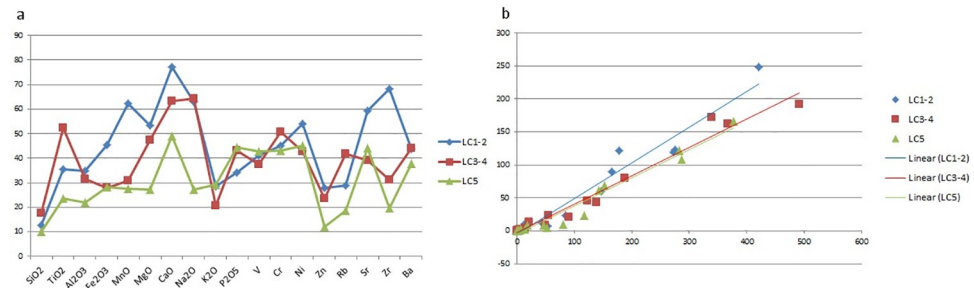 a
90
80
70
60
50
40
30
20
10
0
SiO2
TiO2
Al2O3
Fe2O3
MnO
MgO
CaO
Na2O
K2O
P2O5
V
Cr
Ni
Zn
Rb
Sr
Zr
Ba
LC1-2
LC3-4
LC5
b
300
250
200
150
100
50
0
0
100
200
300
400
500
600
LC1-2
LC3-4
LC5
Linear (LC1-2)
Linear (LC3-4)
Linear (LC5)